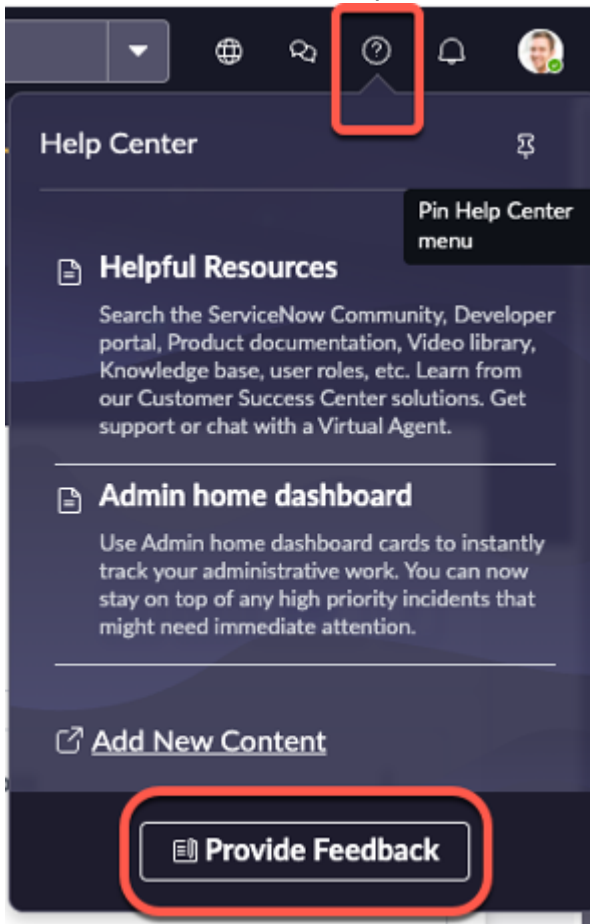 Help Center
Pin Help Center
menu
Helpful Resources
Search the ServiceNow Community, Developer
portal, Product documentation, Video library,
Knowledge base, user roles, etc. Learn from
our Customer Success Center solutions. Get
support or chat with a Virtual Agent.
Admin home dashboard
Use Admin home dashboard cards to instantly
track your administrative work. You can now
stay on top of any high priority incidents that
might need immediate attention.
Add New Content
Provide Feedback